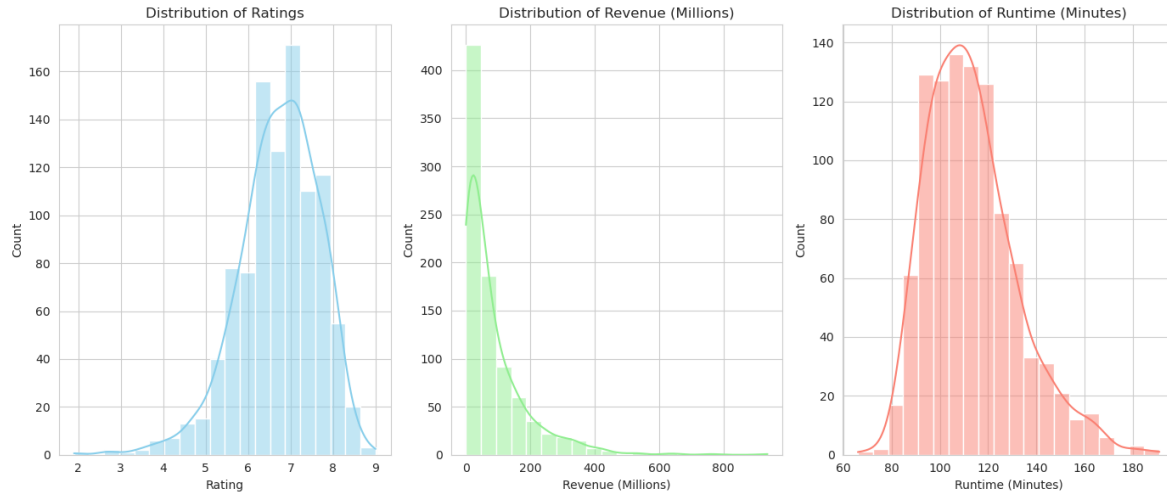 Distribution of Ratings
160
140
120
100
80
60
40
20
0
Count
2 3 4 5 6 7 8 9
Rating
Distribution of Revenue (Millions)
400
350
300
250
200
150
100
50
0
Count
0 200 400 600 800
Revenue (Millions)
Distribution of Runtime (Minutes)
140
120
100
80
60
40
20
0
Count
60 80 100 120 140 160 180
Runtime (Minutes)